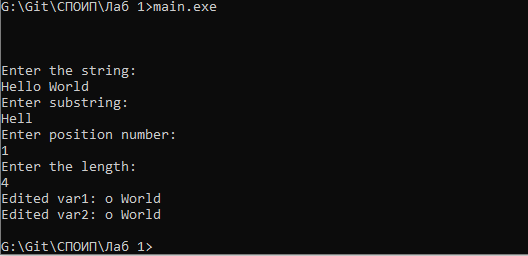 G:\Git\СПОИП\Лаб 1>main.exe
Enter the string:
Hello World
Enter substring:
Hell
Enter position number:
1
Enter the length:
4
Edited var1: o World
Edited var2: o World
G:\Git\СПОИП\Лаб 1>